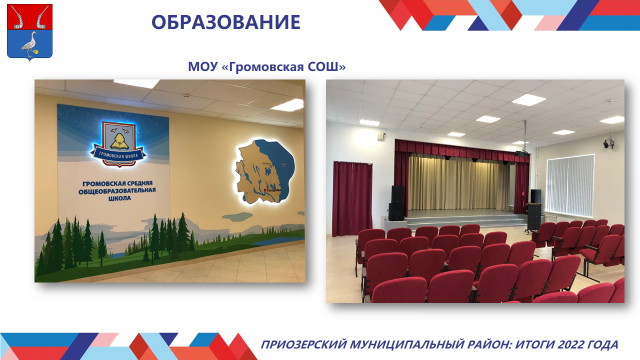 ОБРАЗОВАНИЕ
МОУ «Громовская СОШ»
ГРОМОВСКАЯ ШКОЛА
ГРОМОВСКАЯ СРЕДНЯЯ
ОБЩЕОБРАЗОВАТЕЛЬНАЯ
ШКОЛА
ПРИОЗЕРСКИЙ МУНИЦИПАЛЬНЫЙ РАЙОН: ИТОГИ 2022 ГОДА